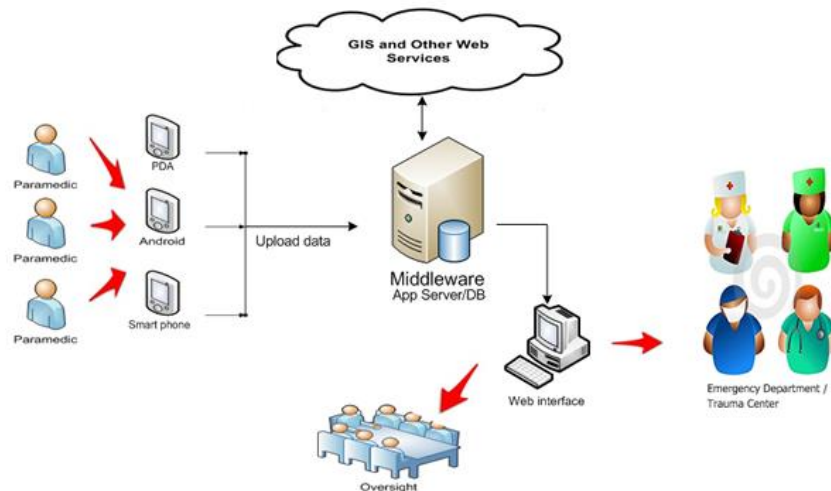 GIS and Other Web
Services
Paramedic
PDA
Paramedic
Android
Upload data
Paramedic
Smart phone
Middleware
App Server/DB
Web interface
Emergency Department /
Trauma Center
Oversight